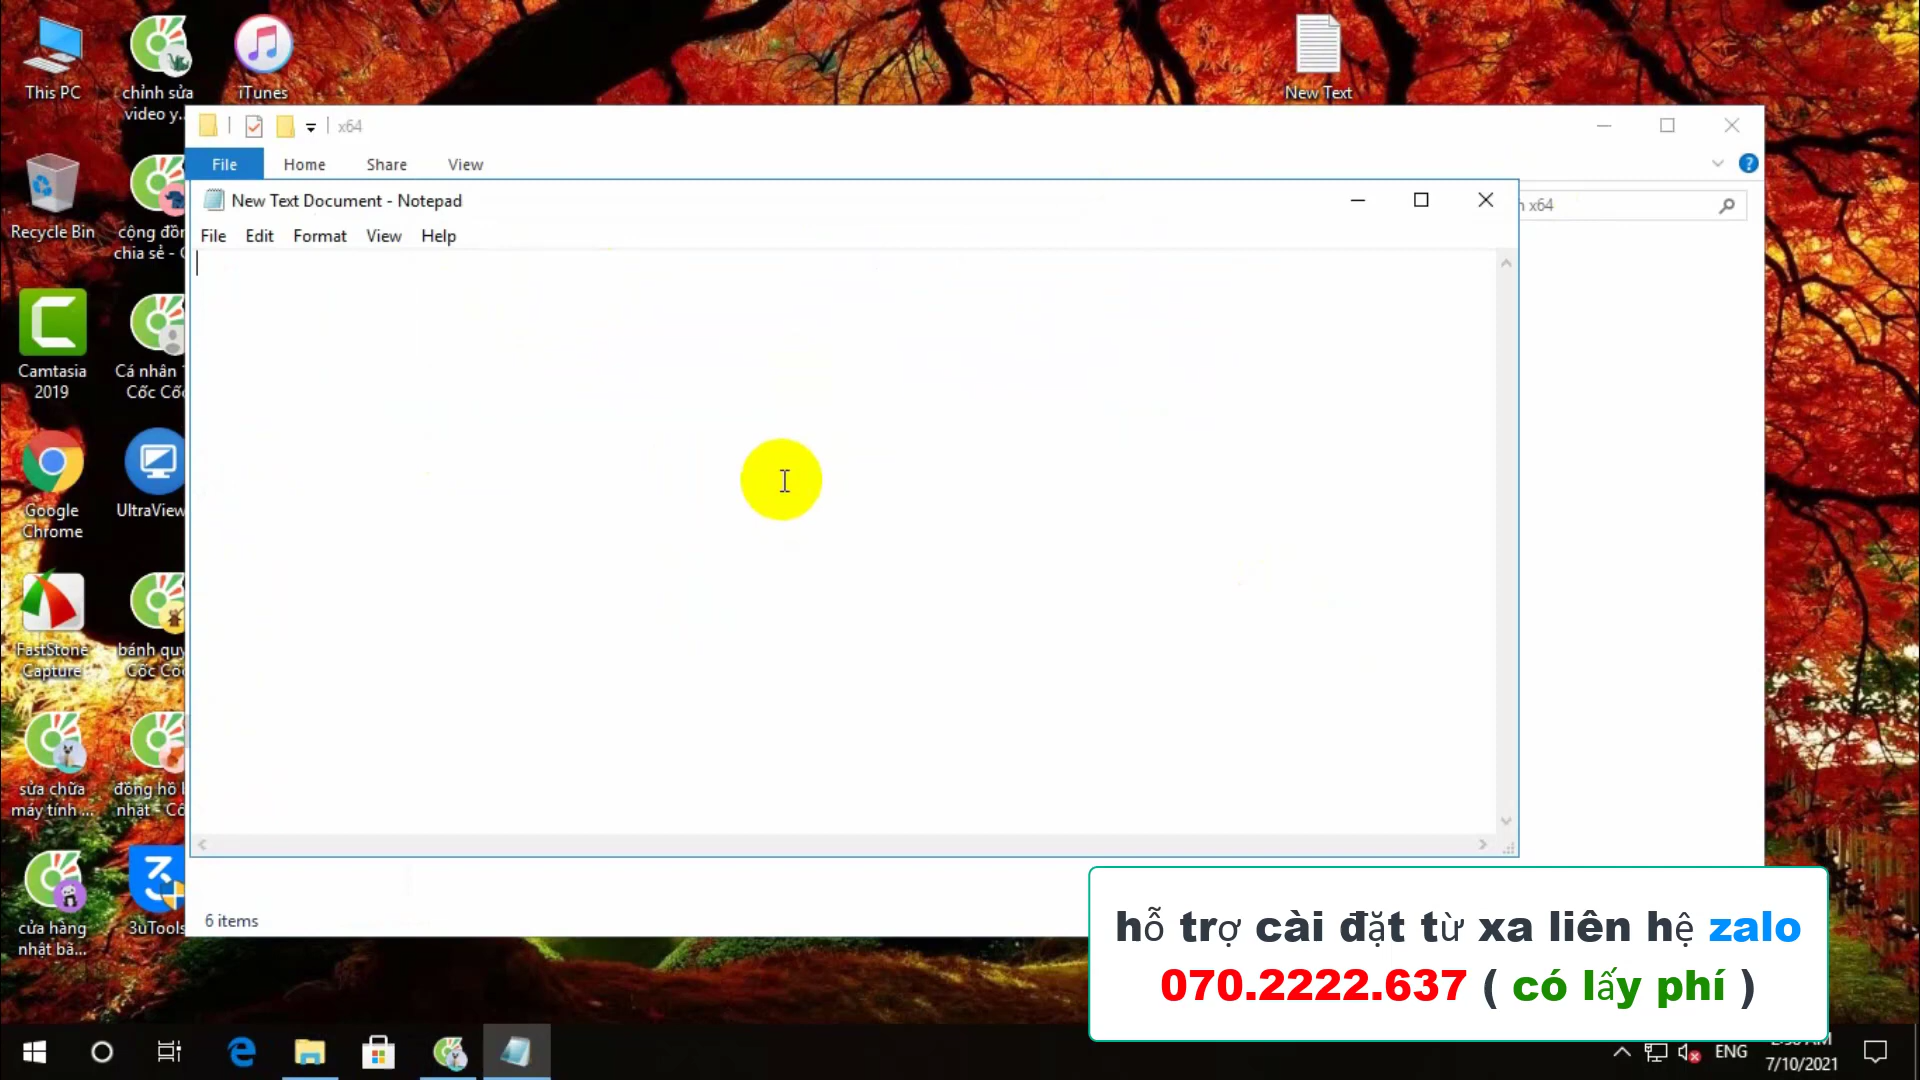 This PC
chỉnh sửa
video y...
iTunes
New Text
x64
File
Home
Share
View
x64
New Text Document - Notepad
File
Edit
Format
View
Help
Recycle Bin
cộng đồn
chia sẻ -
Camtasia
2019
Cá nhân
Cốc Cố
Google
Chrome
UltraView
FastStone
Capture
bánh quy
Cốc Cố
sửa chữa
máy tính ...
đồng hồ
nhật - Cố
cửa hàng
nhật bã...
3uTools
6 items
hỗ trợ cài đặt từ xa liên hệ zalo
070.2222.637 ( có lấy phí )
ENG
7/10/2021